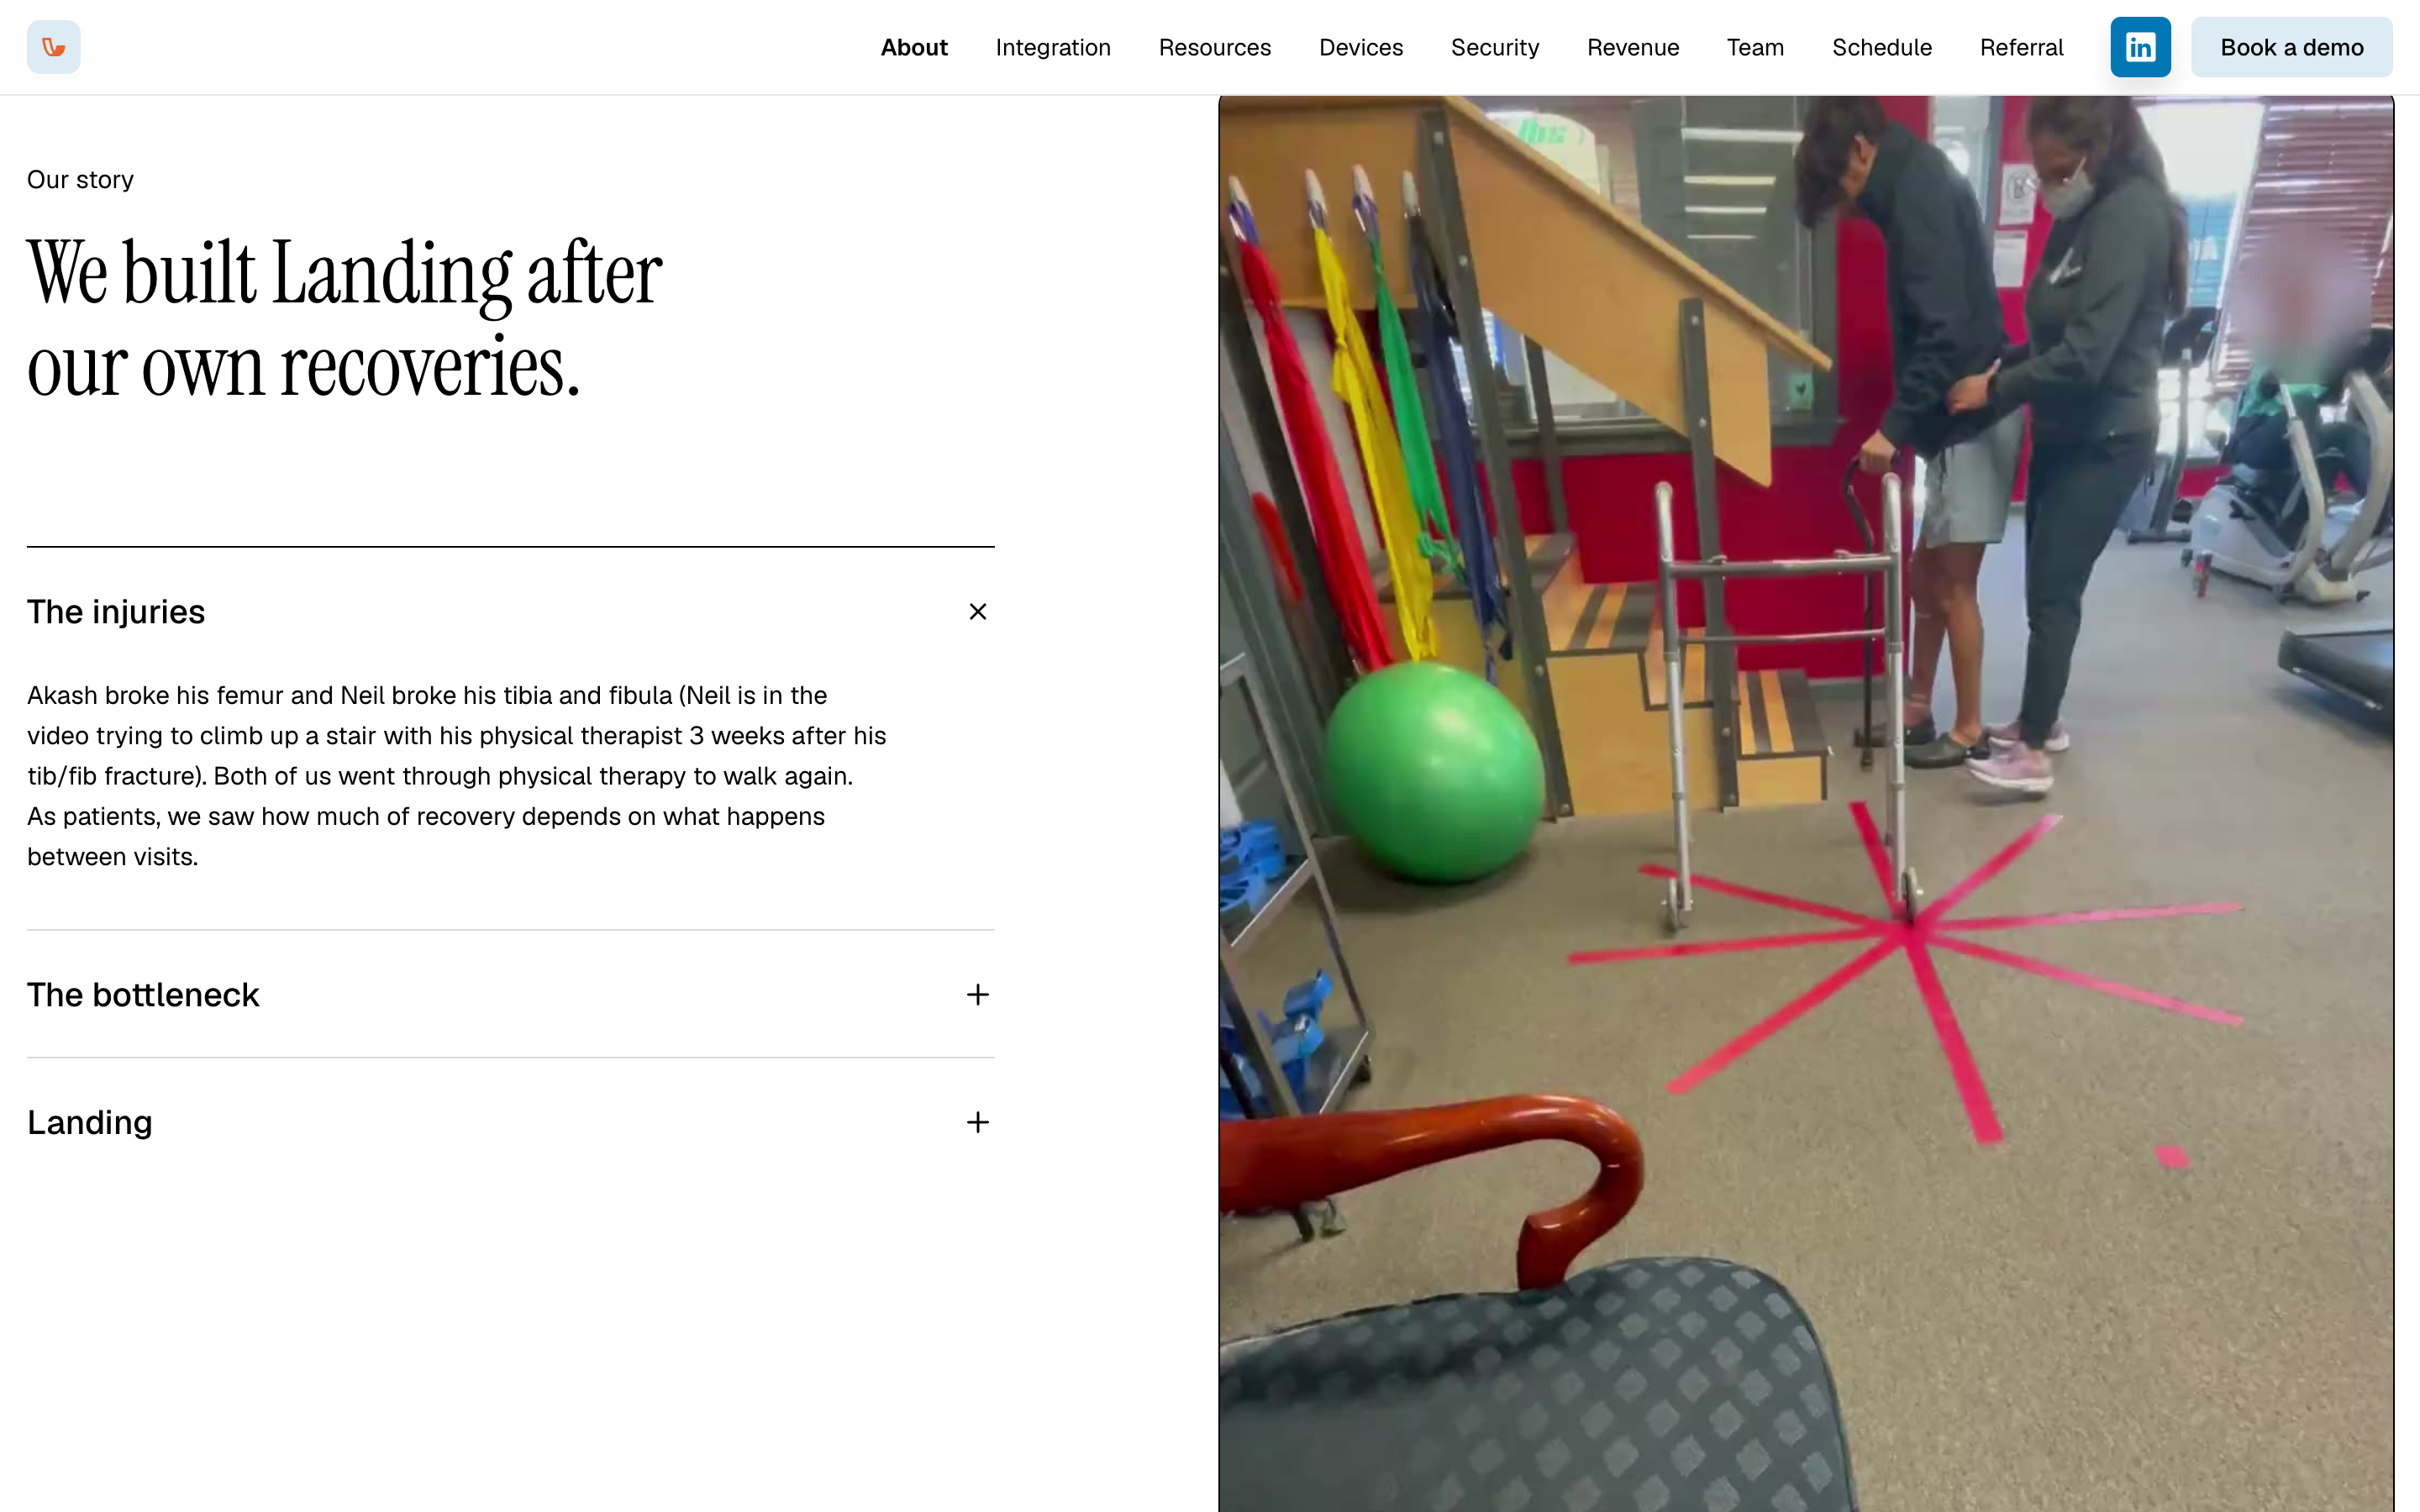 About Integration Resources Devices Security Revenue Team Schedule Referral in Book a demo
Our story
We built Landing after
our own recoveries.
The injuries
Akash broke his femur and Neil broke his tibia and fibula (Neil is in the
video trying to climb up a stair with his physical therapist 3 weeks after his
tib/fib fracture). Both of us went through physical therapy to walk again.
As patients, we saw how much of recovery depends on what happens
between visits.
The bottleneck
Landing